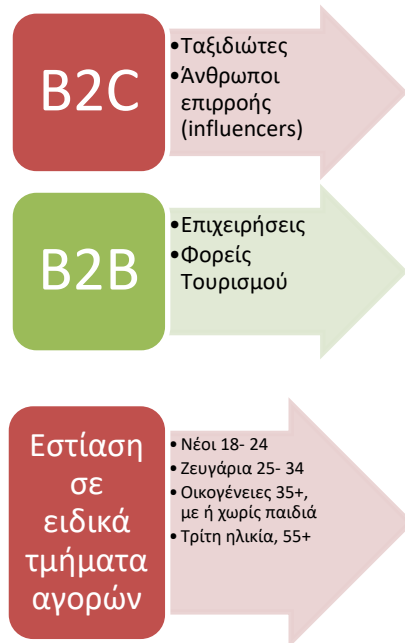 B2C
•Ταξιδιώτες
•Άνθρωποι
επιρροής
(influencers)
B2B
•Επιχειρήσεις
•Φορείς
Τουρισμού
Εστίαση
σε
ειδικά
τμήματα
αγορών
• Νέοι 18- 24
• Ζευγάρια 25- 34
• Οικογένειες 35+,
με ή χωρίς παιδιά
• Τρίτη ηλικία, 55+